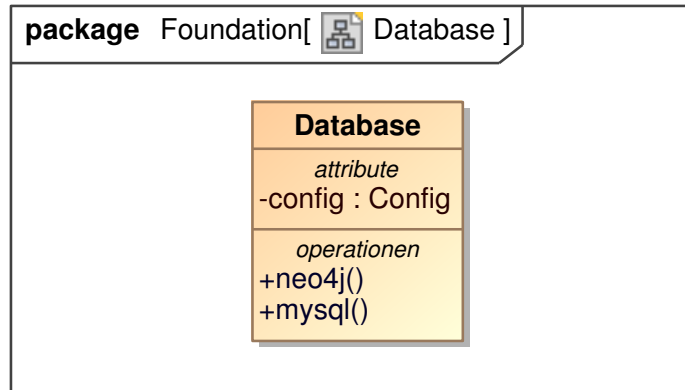 package Foundation[ Database ]
Database
attribute
-config : Config
operationen
+neo4j()
+mysql()